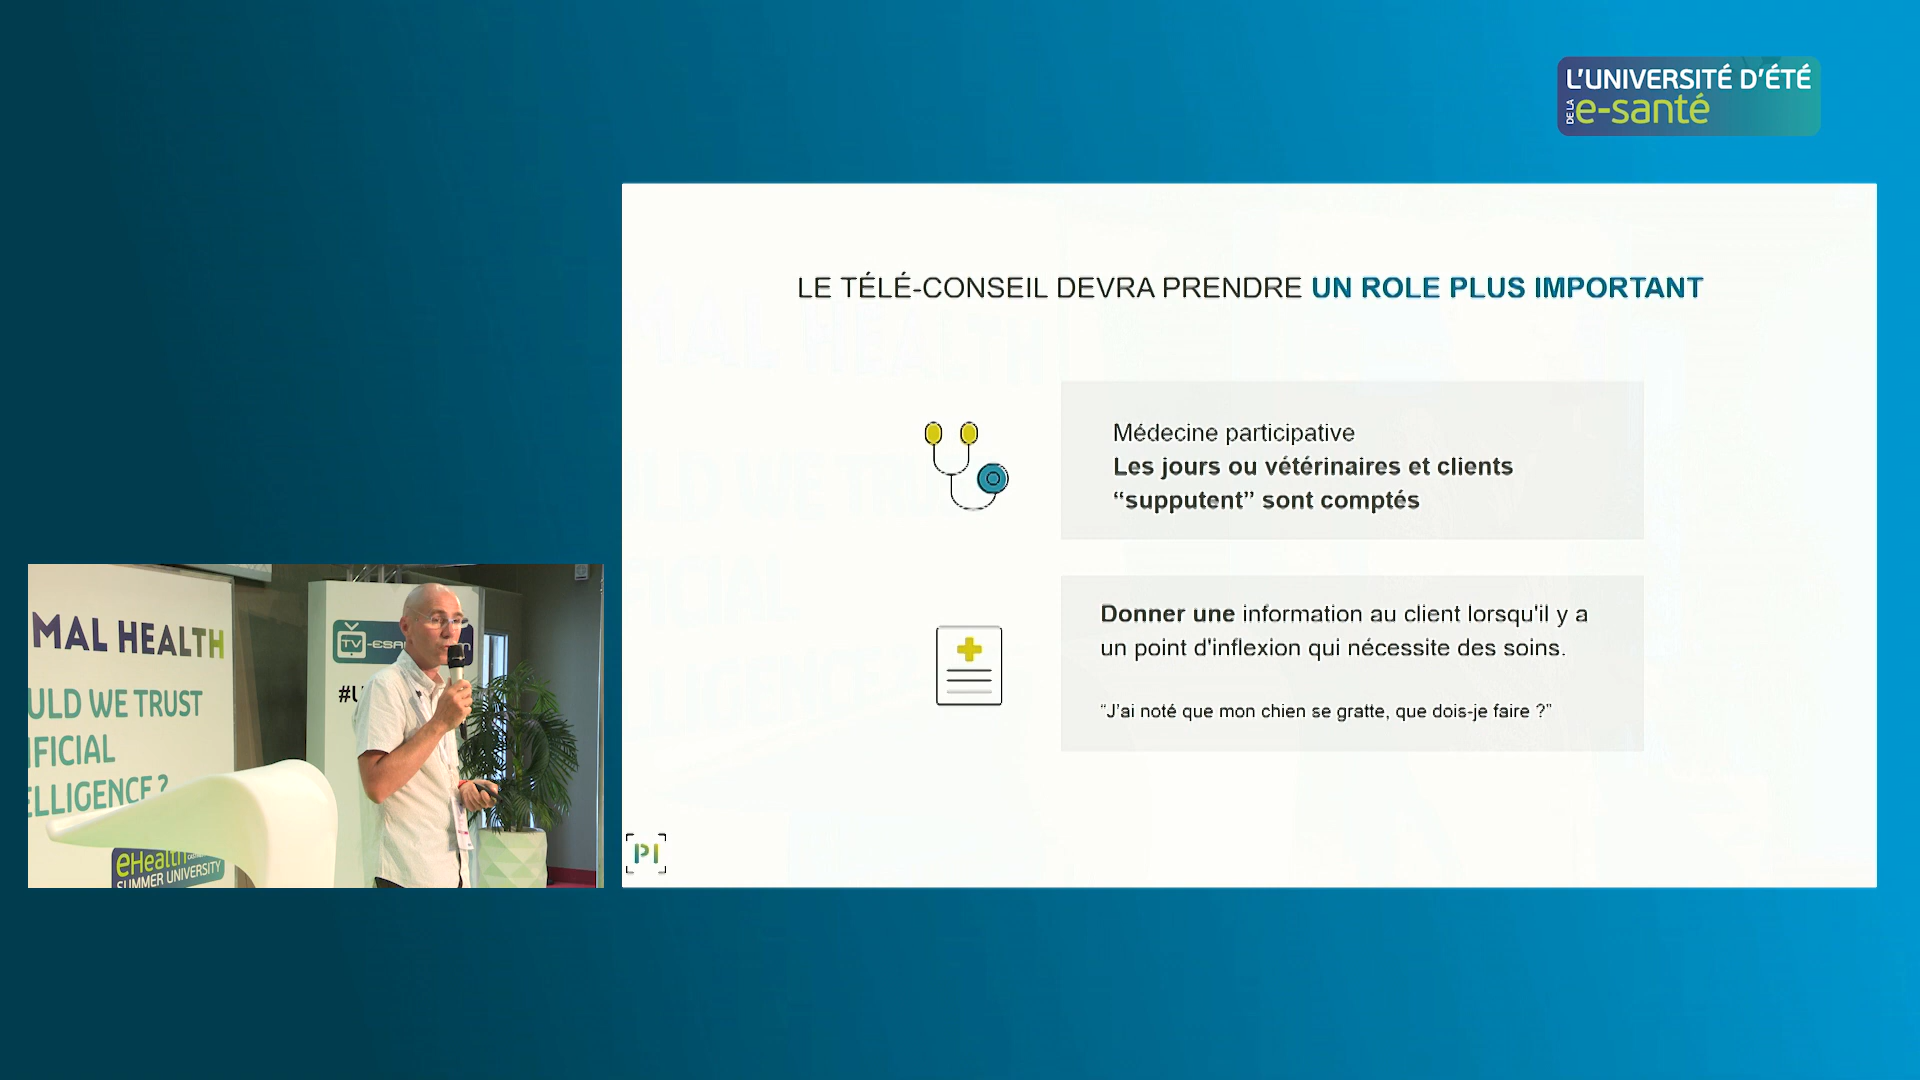 L'UNIVERSITÉ D'ÉTÉ
DE LA e-santé
LE TÉLÉ-CONSEIL DEVRA PRENDRE UN ROLE PLUS IMPORTANT
Médecine participative
Les jours ou vétérinaires et clients
“supputent” sont comptés
Donner une information au client lorsqu'il y a
un point d'inflexion qui nécessite des soins.
“J’ai noté que mon chien se gratte, que dois-je faire ?”
PI
MAL HEALTH
ULD WE TRUST
IFICIAL
ELLIGENCE ?
eHealth
SUMMER UNIVERSITY
TV-ESA
#U